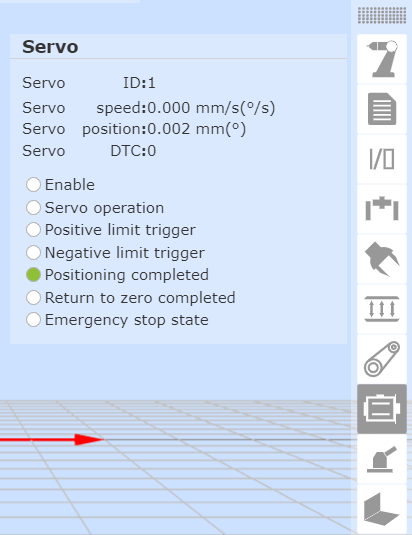 Servo
Servo ID:1
Servo speed:0.000 mm/s(°/s)
Servo position:0.002 mm(°)
Servo DTC:0
Enable
Servo operation
Positive limit trigger
Negative limit trigger
Positioning completed
Return to zero completed
Emergency stop state
I/O